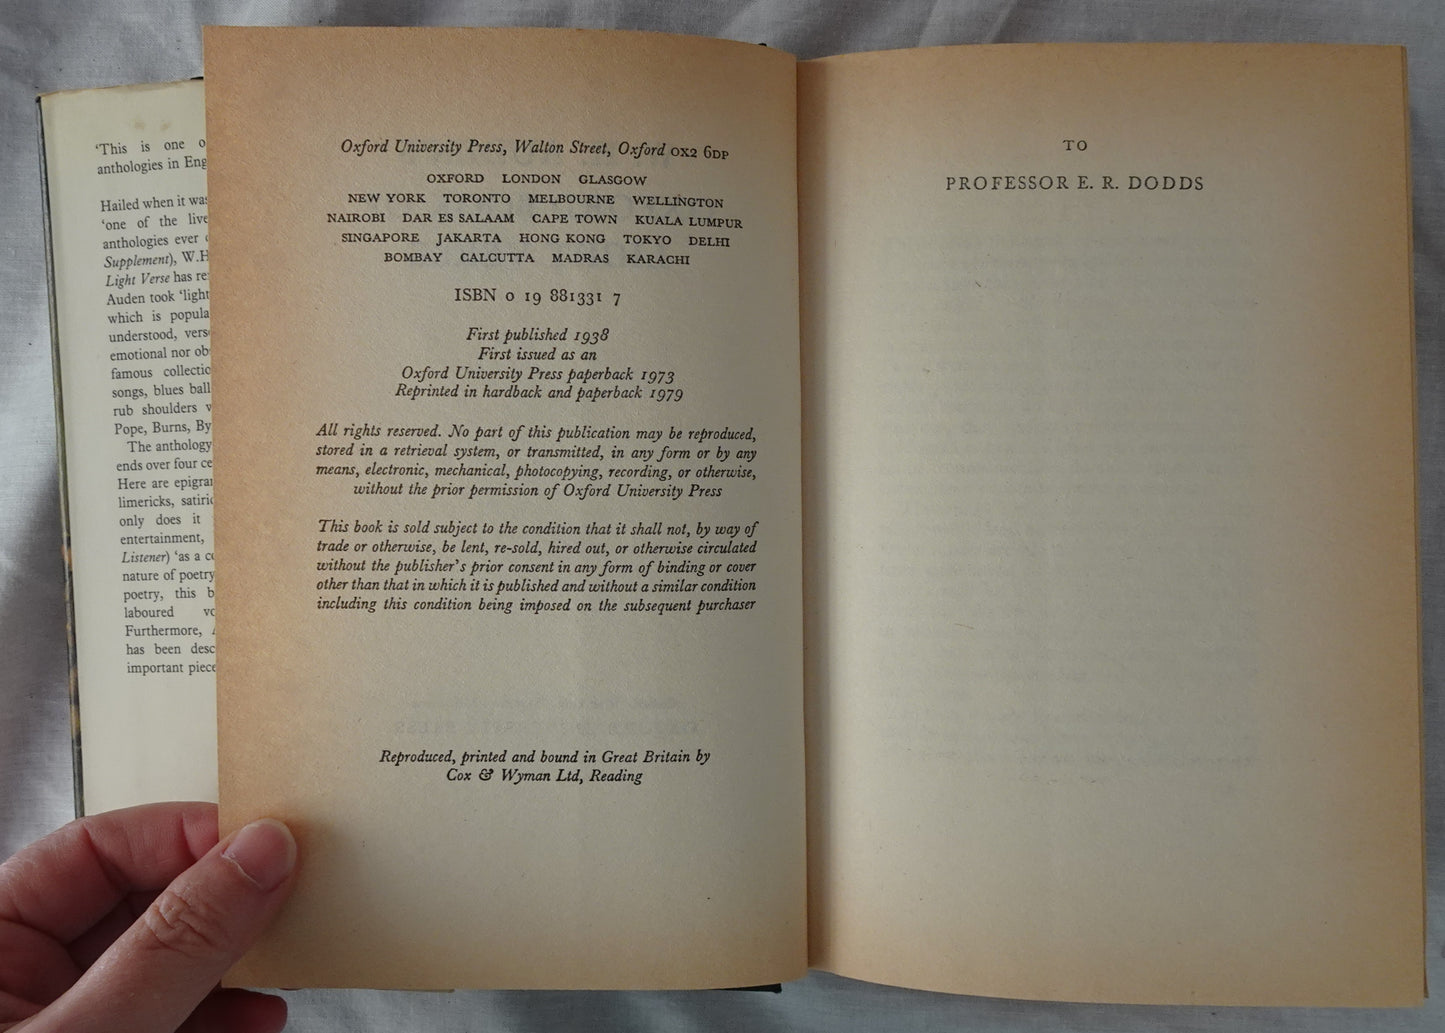 'This is one o
anthologies in Eng
Hailed when it was
'one of the live
anthologies ever
Supplement), W.H
Light Verse has re
Auden took 'light
which is popula
understood, vers
emotional nor ob
famous collectio
songs, blues ball
rub shoulders w
Pope, Burns, By
The anthology
ends over four ce
Here are epigra
limericks, satiri
only does it
entertainment,
Listener) 'as a c
nature of poetry
poetry, this b
laboured vo
Furthermore,
has been desc
important piece
Oxford University Press, Walton Street, Oxford OX2 6DP
OXFORD LONDON GLASGOW
NEW YORK TORONTO MELBOURNE WELLINGTON
NAIROBI DAR ES SALAAM CAPE TOWN KUALA LUMPUR
SINGAPORE JAKARTA HONG KONG TOKYO DELHI
BOMBAY CALCUTTA MADRAS KARACHI
ISBN 0 19 881331 7
First published 1938
First issued as an
Oxford University Press paperback 1973
Reprinted in hardback and paperback 1979
All rights reserved. No part of this publication may be reproduced,
stored in a retrieval system, or transmitted, in any form or by any
means, electronic, mechanical, photocopying, recording, or otherwise,
without the prior permission of Oxford University Press
This book is sold subject to the condition that it shall not, by way of
trade or otherwise, be lent, re-sold, hired out, or otherwise circulated
without the publisher's prior consent in any form of binding or cover
other than that in which it is published and without a similar condition
including this condition being imposed on the subsequent purchaser
Reproduced, printed and bound in Great Britain by
Cox & Wyman Ltd, Reading
TO
PROFESSOR E. R. DODDS